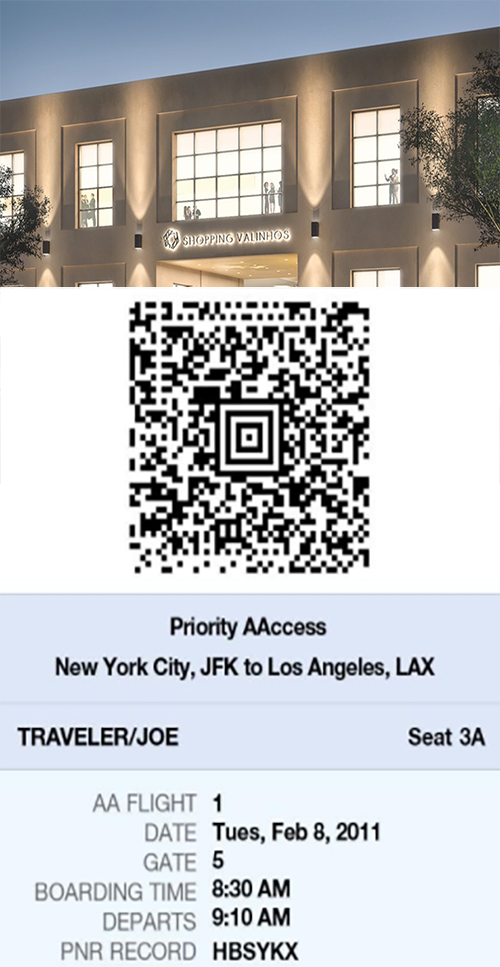 SHOPPING VALINHOS
Priority AAccess
New York City, JFK to Los Angeles, LAX
TRAVELER/JOE Seat 3A
AA FLIGHT 1
DATE Tues, Feb 8, 2011
GATE 5
BOARDING TIME 8:30 AM
DEPARTS 9:10 AM
PNR RECORD HBSYKX